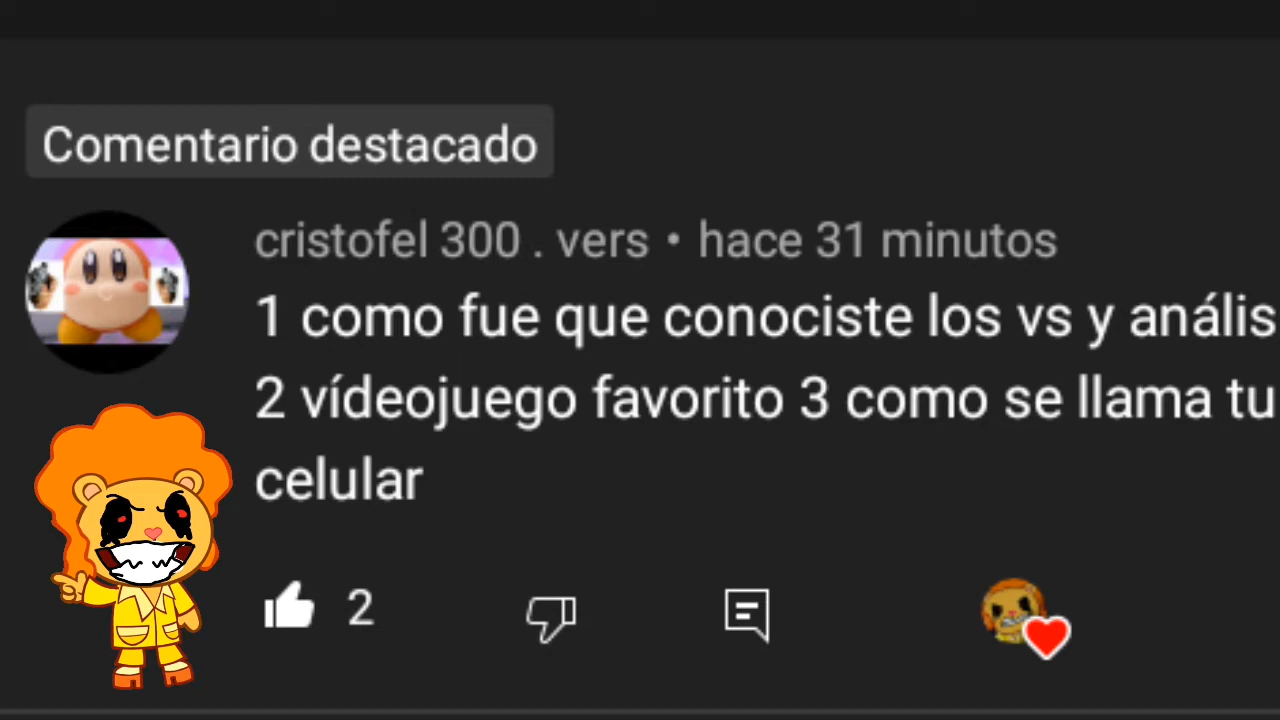 Comentario destacado
cristofel 300 . vers • hace 31 minutos
1 como fue que conociste los vs y anális
2 vídeojuego favorito 3 como se llama tu
celular
2